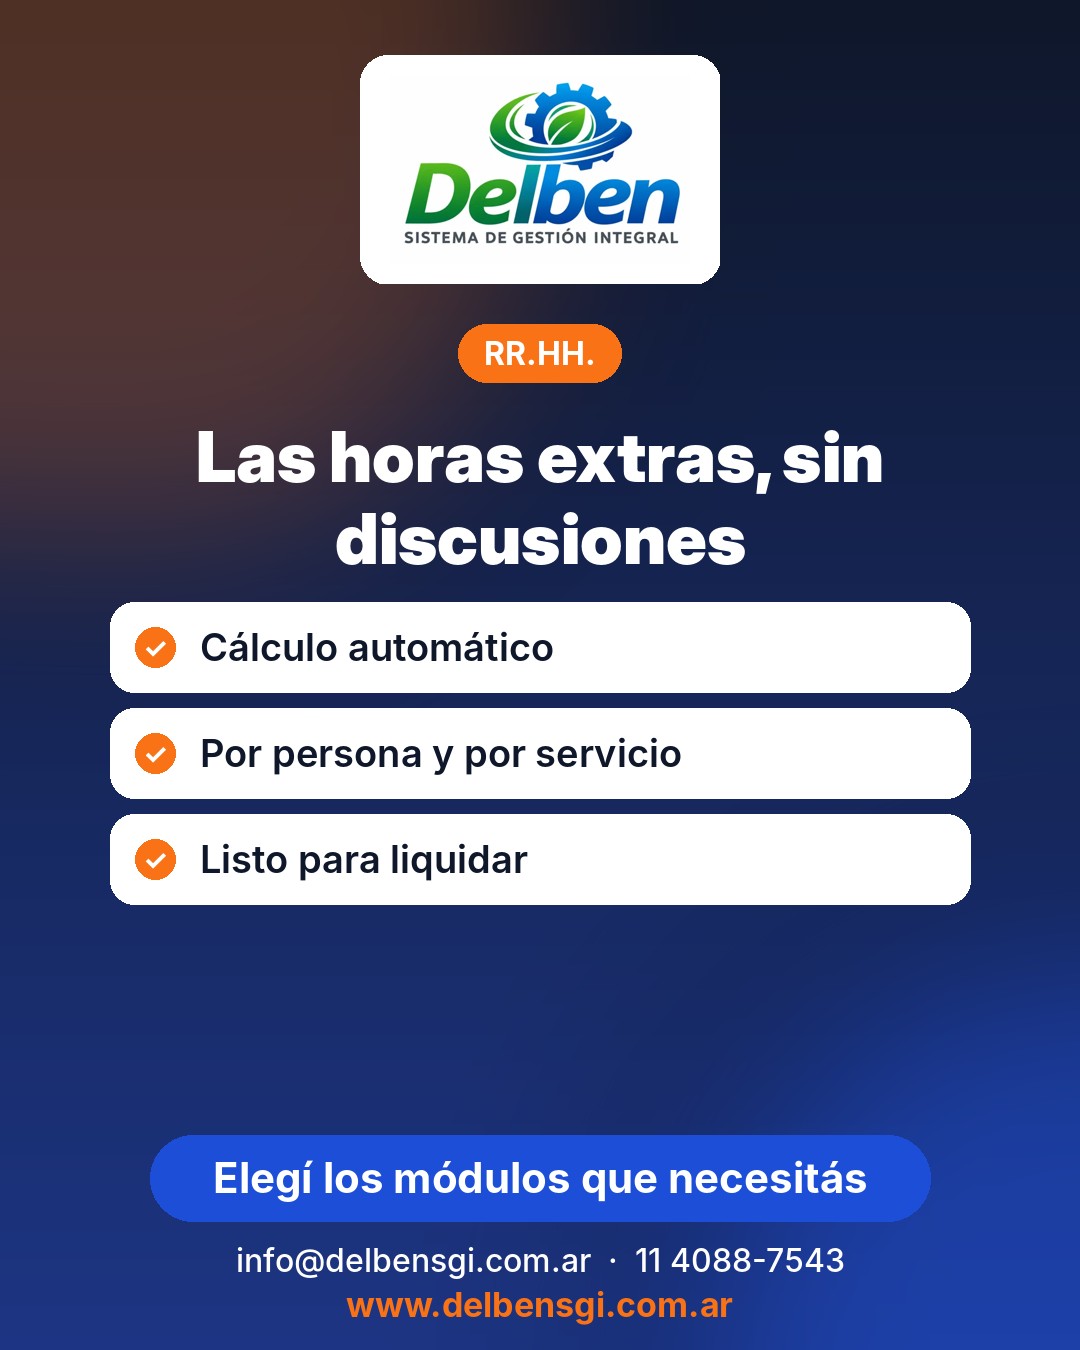 Delben
SISTEMA DE GESTIÓN INTEGRAL
RR.HH.
Las horas extras, sin
discusiones
Cálculo automático
Por persona y por servicio
Listo para liquidar
Elegí los módulos que necesitás
info@delbensgi.com.ar · 11 4088-7543
www.delbensgi.com.ar